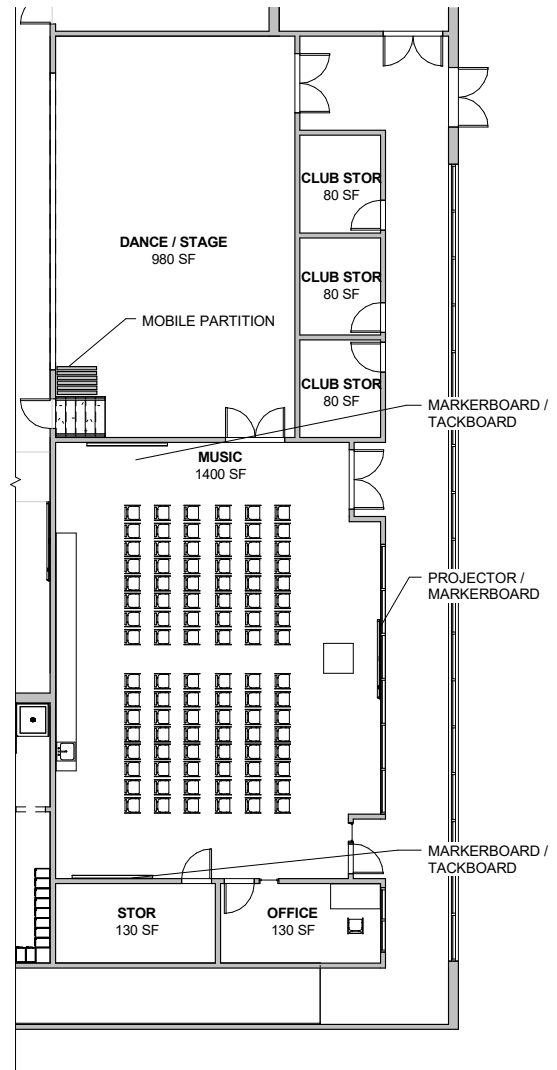 CLUB STOR
80 SF
DANCE / STAGE
980 SF
CLUB STOR
80 SF
MOBILE PARTITION
CLUB STOR
80 SF
MARKERBOARD /
TACKBOARD
MUSIC
1400 SF
PROJECTOR /
MARKERBOARD
MARKERBOARD /
TACKBOARD
STOR
130 SF
OFFICE
130 SF